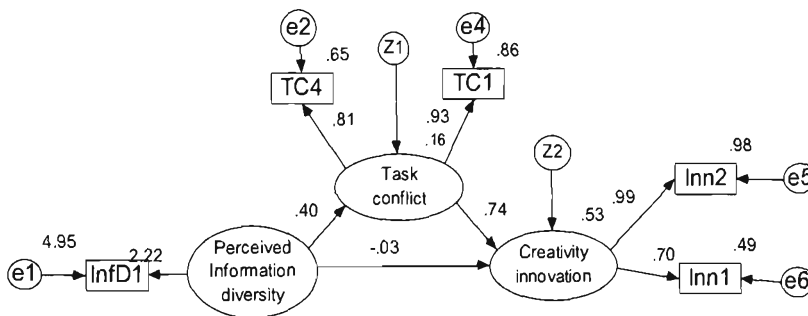 e2
.65
Z1
e4
.86
TC4
TC1
.81
.93
.16
Z2
.98
Task
conflict
Inn2
e5
.99
.53
.40
.74
4.95
2.22
Perceived
Information
diversity
-.03
Creativity
innovation
.70
.49
e1
InfD1
Inn1
e6